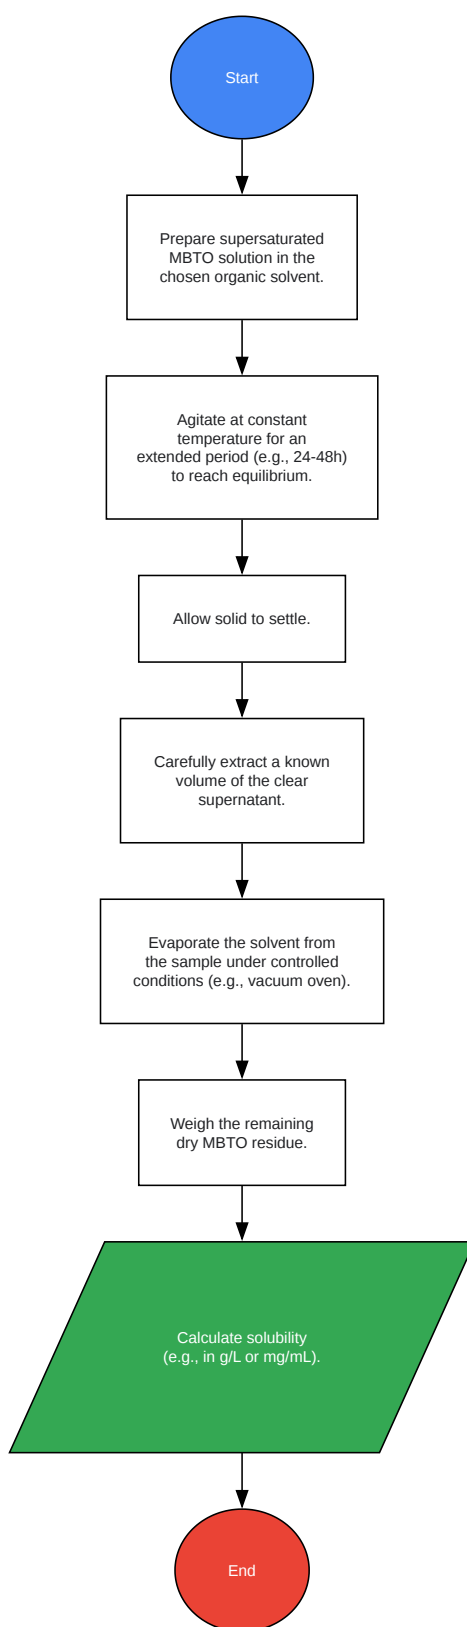 Start
Prepare supersaturated
MBTO solution in the
chosen organic solvent.
Agitate at constant
temperature for an
extended period (e.g., 24-48h)
to reach equilibrium.
Allow solid to settle.
Carefully extract a known
volume of the clear
supernatant.
Evaporate the solvent from
the sample under controlled
conditions (e.g., vacuum oven).
Weigh the remaining
dry MBTO residue.
Calculate solubility
(e.g., in g/L or mg/mL).
End